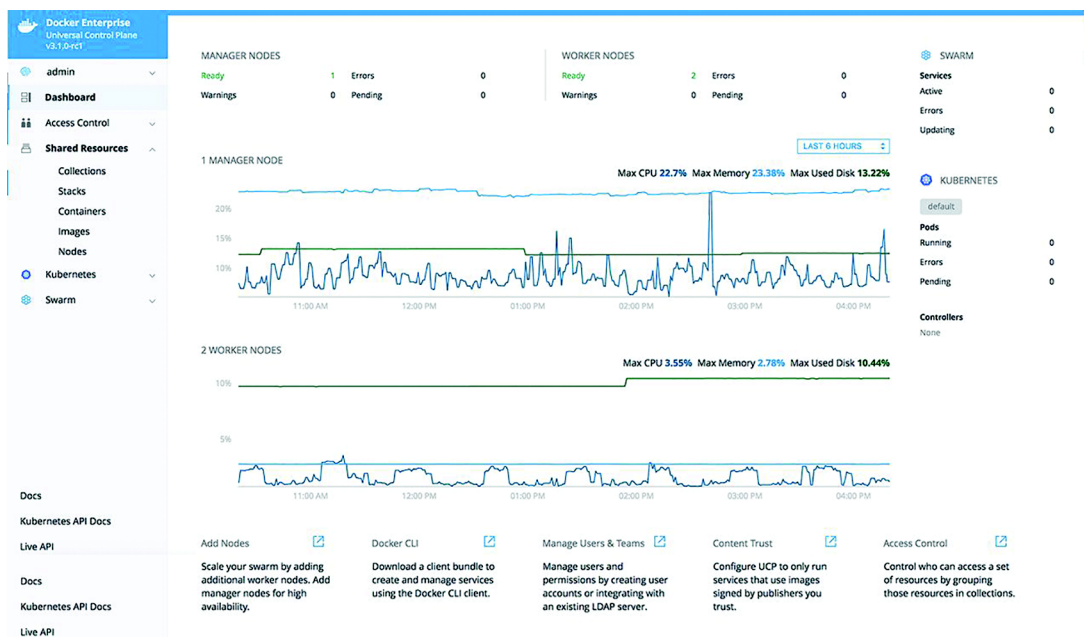 Docker Enterprise
Universal Control Plane
v3.1.0-rc1
admin
Dashboard
Access Control
Shared Resources
Collections
Stacks
Containers
Images
Nodes
Kubernetes
Swarm
Docs
Kubernetes API Docs
Live API
Docs
Kubernetes API Docs
Live API
MANAGER NODES
Ready 1 Errors 0
Warnings 0 Pending 0
WORKER NODES
Ready 2 Errors 0
Warnings 0 Pending 0
LAST 6 HOURS
1 MANAGER NODE
Max CPU 22.7% Max Memory 23.38% Max Used Disk 13.22%
20%
15%
10%
11:00 AM 12:00 PM 01:00 PM 02:00 PM 03:00 PM 04:00 PM
2 WORKER NODES
Max CPU 3.55% Max Memory 2.78% Max Used Disk 10.44%
10%
5%
11:00 AM 12:00 PM 01:00 PM 02:00 PM 03:00 PM 04:00 PM
SWARM
Services
Active 0
Errors 0
Updating 0
KUBERNETES
default
Pods
Running 0
Errors 0
Pending 0
Controllers
None
Add Nodes
Scale your swarm by adding
additional worker nodes. Add
manager nodes for high
availability.
Docker CLI
Download a client bundle to
create and manage services
using the Docker CLI client.
Manage Users & Teams
Manage users and
permissions by creating user
accounts or integrating with
an existing LDAP server.
Content Trust
Configure UCP to only run
services that use images
signed by publishers you
trust.
Access Control
Control who can access a set
of resources by grouping
those resources in collections.